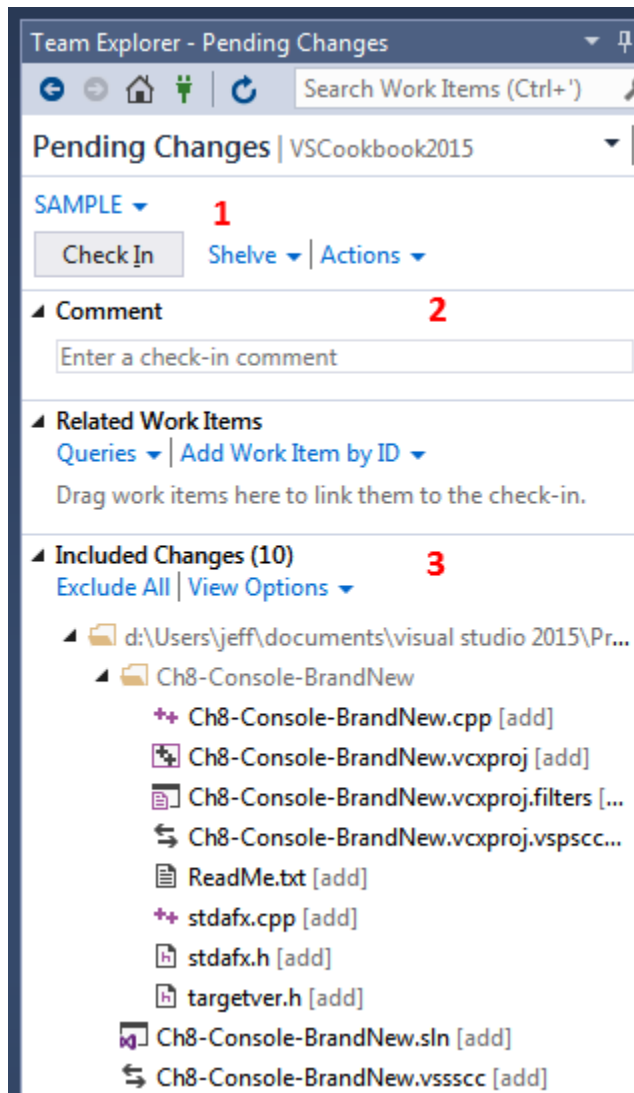 Team Explorer - Pending Changes
Search Work Items (Ctrl+')
Pending Changes | VSCookbook2015
SAMPLE
1
Check In Shelve | Actions
Comment 2
Enter a check-in comment
Related Work Items
Queries | Add Work Item by ID
Drag work items here to link them to the check-in.
Included Changes (10) 3
Exclude All | View Options
d:\Users\jeff\documents\visual studio 2015\Pr...
Ch8-Console-BrandNew
Ch8-Console-BrandNew.cpp [add]
Ch8-Console-BrandNew.vcxproj [add]
Ch8-Console-BrandNew.vcxproj.filters [...
Ch8-Console-BrandNew.vcxproj.vspscc...
ReadMe.txt [add]
stdafx.cpp [add]
stdafx.h [add]
targetver.h [add]
Ch8-Console-BrandNew.sln [add]
Ch8-Console-BrandNew.vssscc [add]